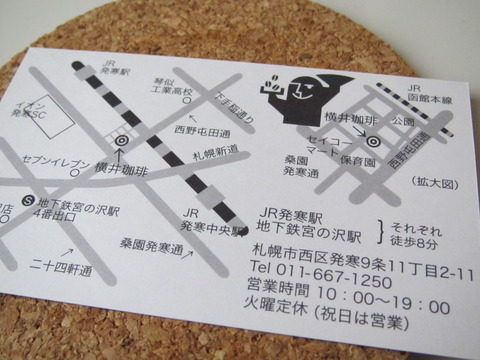 JR
発寒駅
琴似
工業高校
下手稲通り
イオン
発寒SC
西野屯田通
セブンイレブン
横井珈琲
札幌新道
地下鉄宮の沢駅
4番出口
JR
発寒中央駅
桑園発寒通
二十四軒通
JR
函館本線
横井珈琲
公園
セイコー
マート
保育園
桑園
発寒通
西野屯田通
(拡大図)
JR発寒駅
地下鉄宮の沢駅
それぞれ
徒歩8分
札幌市西区発寒9条11丁目2-11
Tel 011-667-1250
営業時間 10:00〜19:00
火曜定休(祝日は営業)